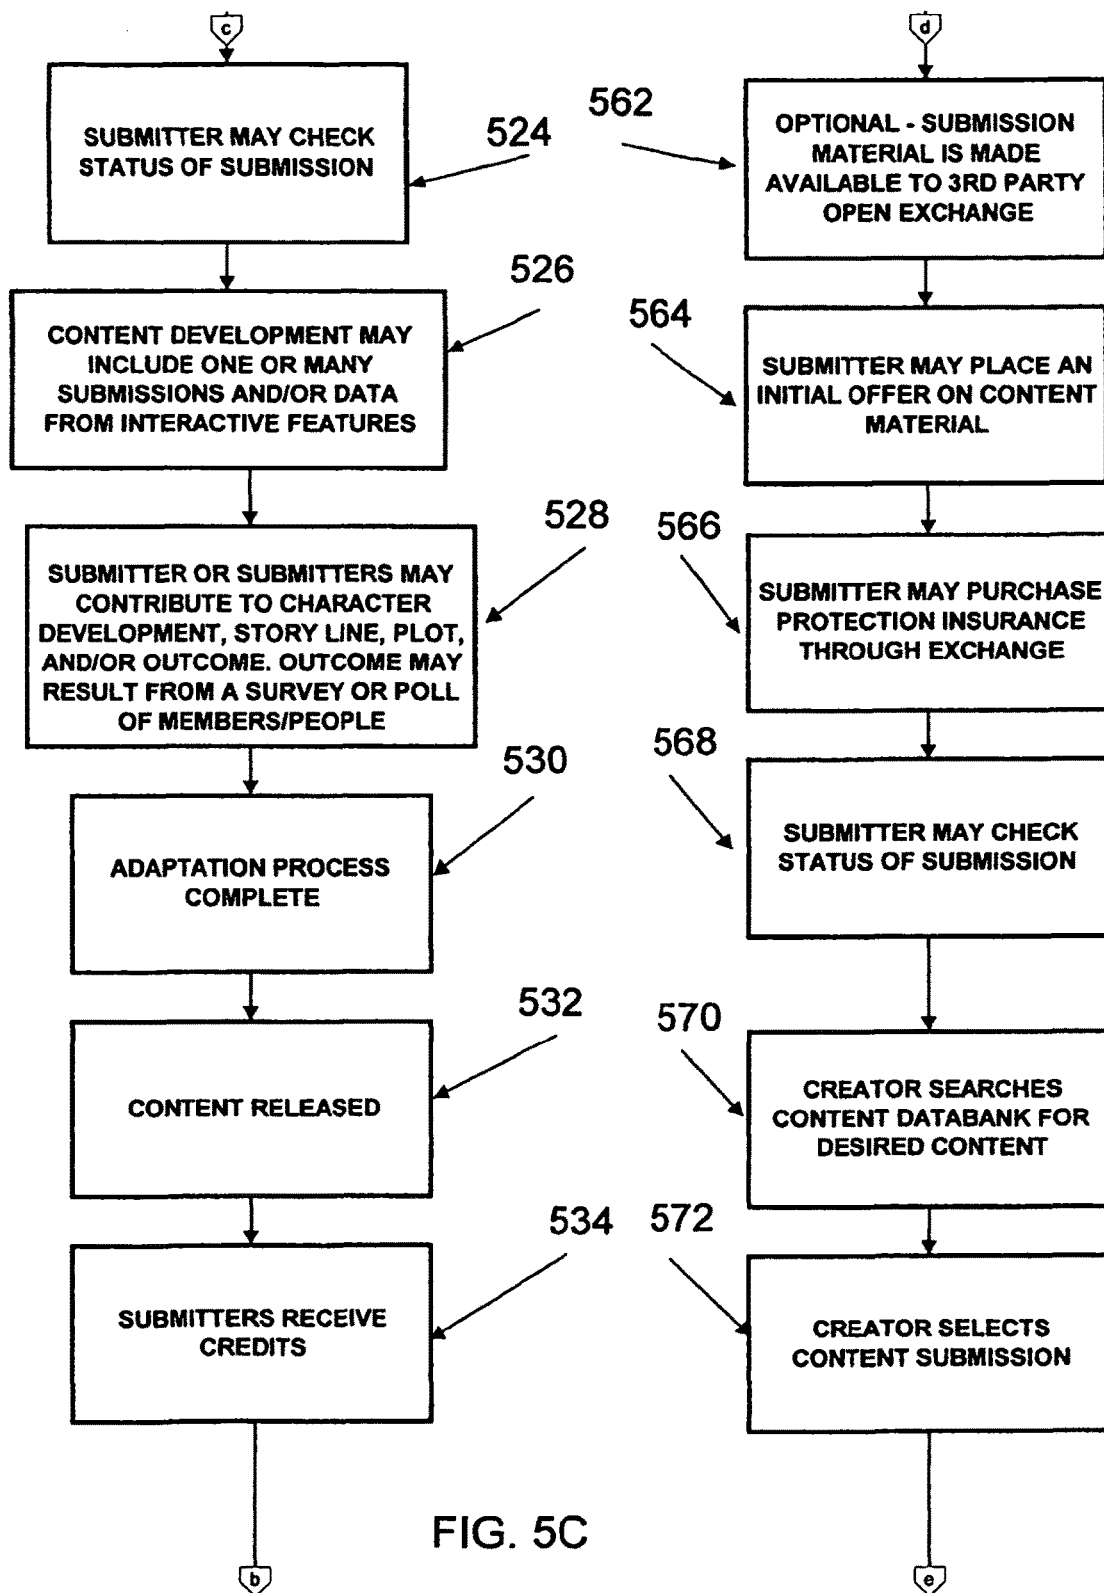 c
SUBMITTER MAY CHECK
STATUS OF SUBMISSION
524
CONTENT DEVELOPMENT MAY
INCLUDE ONE OR MANY
SUBMISSIONS AND/OR DATA
FROM INTERACTIVE FEATURES
526
SUBMITTER OR SUBMITTERS MAY
CONTRIBUTE TO CHARACTER
DEVELOPMENT, STORY LINE, PLOT,
AND/OR OUTCOME. OUTCOME MAY
RESULT FROM A SURVEY OR POLL
OF MEMBERS/PEOPLE
528
ADAPTATION PROCESS
COMPLETE
530
CONTENT RELEASED
532
SUBMITTERS RECEIVE
CREDITS
534
b
d
562
OPTIONAL - SUBMISSION
MATERIAL IS MADE
AVAILABLE TO 3RD PARTY
OPEN EXCHANGE
564
SUBMITTER MAY PLACE AN
INITIAL OFFER ON CONTENT
MATERIAL
566
SUBMITTER MAY PURCHASE
PROTECTION INSURANCE
THROUGH EXCHANGE
568
SUBMITTER MAY CHECK
STATUS OF SUBMISSION
570
CREATOR SEARCHES
CONTENT DATABANK FOR
DESIRED CONTENT
572
CREATOR SELECTS
CONTENT SUBMISSION
e
FIG. 5C